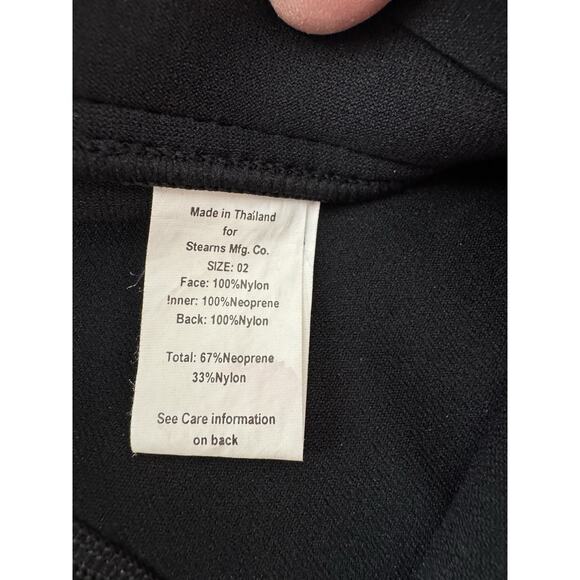 Made in Thailand
for
Stearns Mfg. Co.
SIZE: 02
Face: 100%Nylon
Inner: 100%Neoprene
Back: 100%Nylon
Total: 67%Neoprene
33%Nylon
See Care information
on back